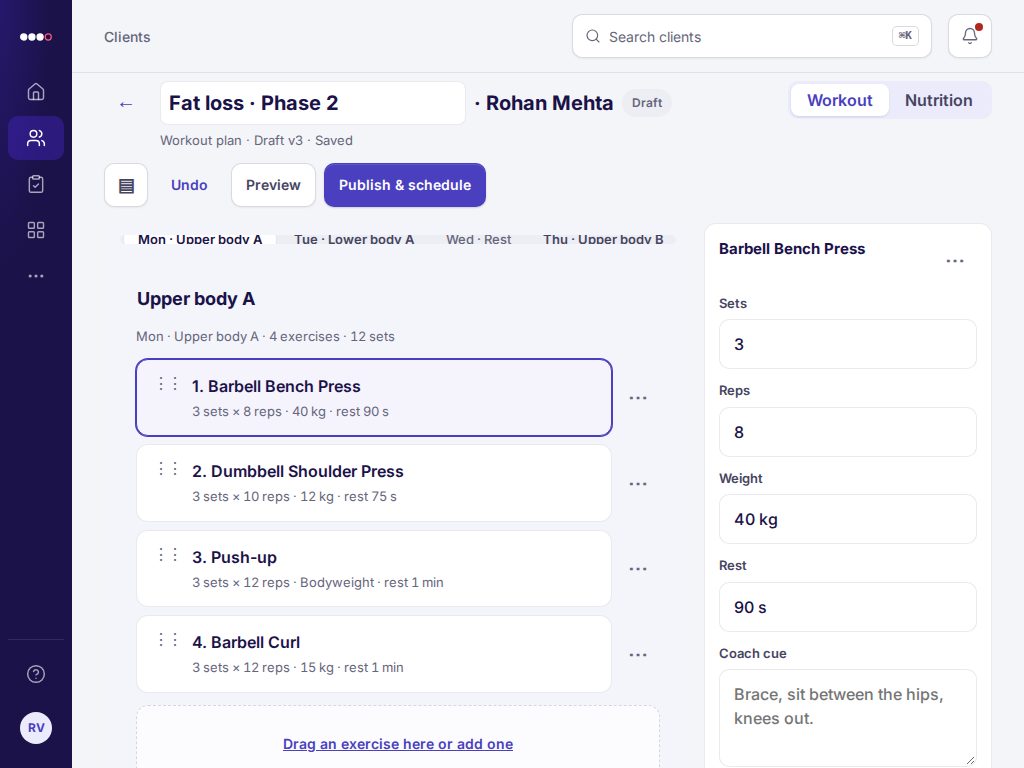 Clients
Search clients
⌘K
←
Fat loss · Phase 2
· Rohan Mehta
Draft
Workout
Nutrition
Workout plan · Draft v3 · Saved
Undo
Preview
Publish & schedule
Mon · Upper body A
Tue · Lower body A
Wed · Rest
Thu · Upper body B
Upper body A
Mon · Upper body A · 4 exercises · 12 sets
1. Barbell Bench Press
3 sets × 8 reps · 40 kg · rest 90 s
2. Dumbbell Shoulder Press
3 sets × 10 reps · 12 kg · rest 75 s
3. Push-up
3 sets × 12 reps · Bodyweight · rest 1 min
4. Barbell Curl
3 sets × 12 reps · 15 kg · rest 1 min
Drag an exercise here or add one
Barbell Bench Press
Sets
3
Reps
8
Weight
40 kg
Rest
90 s
Coach cue
Brace, sit between the hips,
knees out.
RV